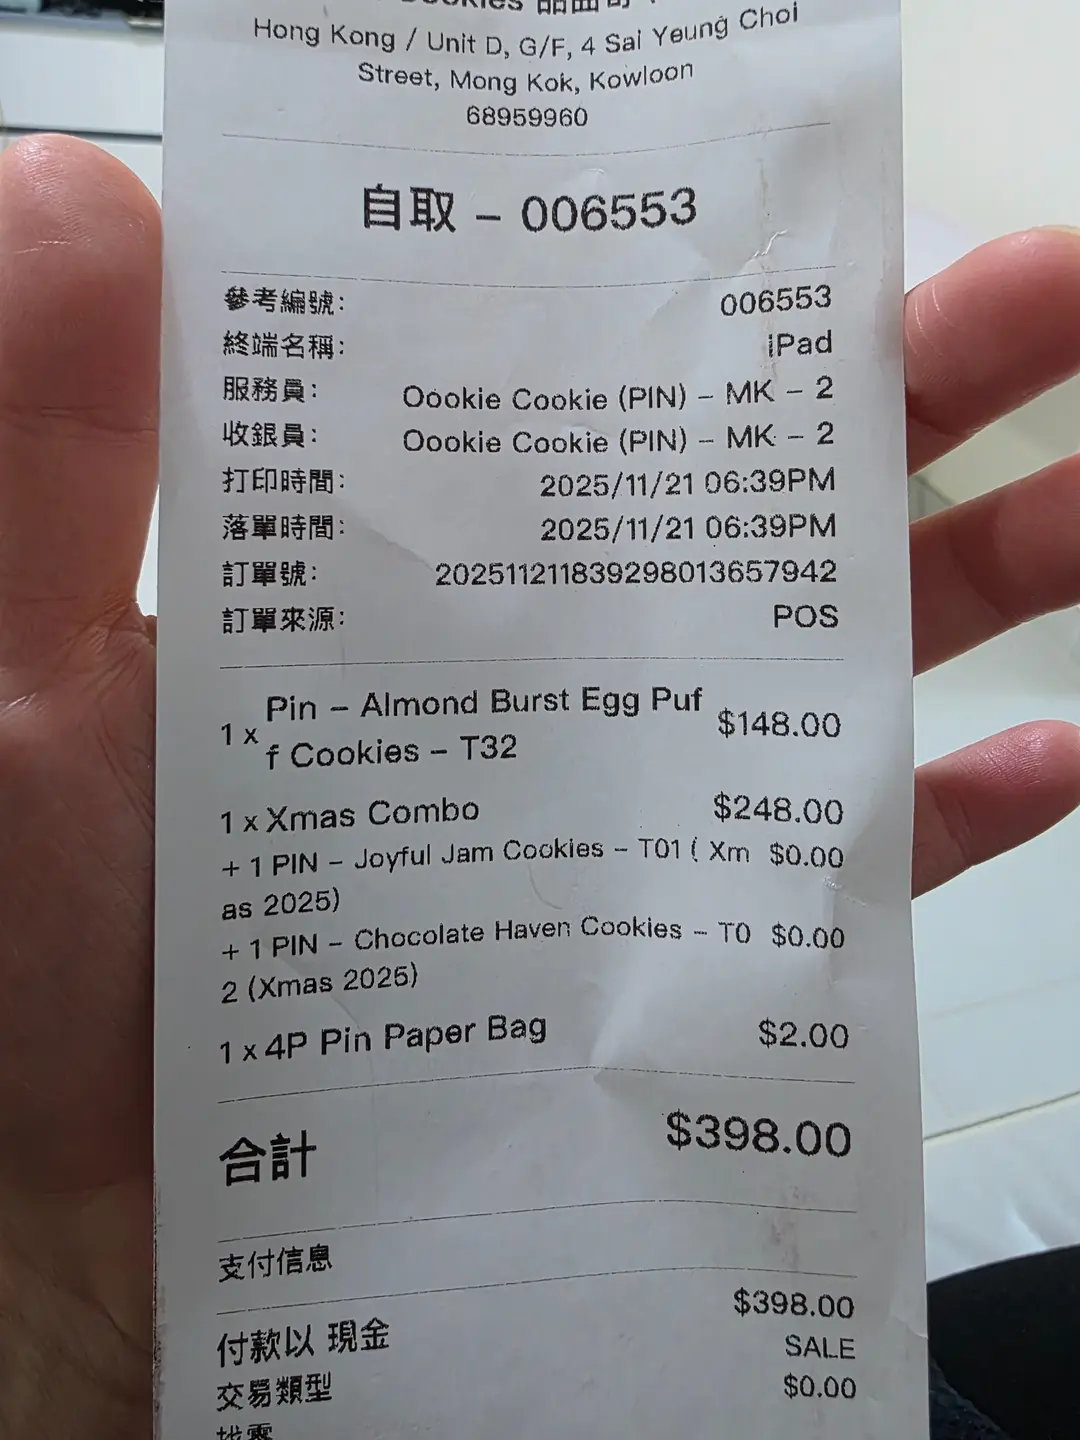 Cookies
Hong Kong / Unit D, G/F, 4 Sai Yeung Choi
Street, Mong Kok, Kowloon
68959960
自取 – 006553
參考編號: 006553
終端名稱: iPad
服務員: Oookie Cookie (PIN) – MK – 2
收銀員: Oookie Cookie (PIN) – MK – 2
打印時間: 2025/11/21 06:39PM
落單時間: 2025/11/21 06:39PM
訂單號: 202511211839298013657942
訂單來源: POS
1 x Pin – Almond Burst Egg Puf $148.00
f Cookies – T32
1 x Xmas Combo $248.00
+ 1 PIN – Joyful Jam Cookies – T01 ( Xm $0.00
as 2025)
+ 1 PIN – Chocolate Haven Cookies – T0 $0.00
2 (Xmas 2025)
1 x 4P Pin Paper Bag $2.00
合計 $398.00
支付信息
付款以 現金 $398.00
交易類型 SALE
找零 $0.00